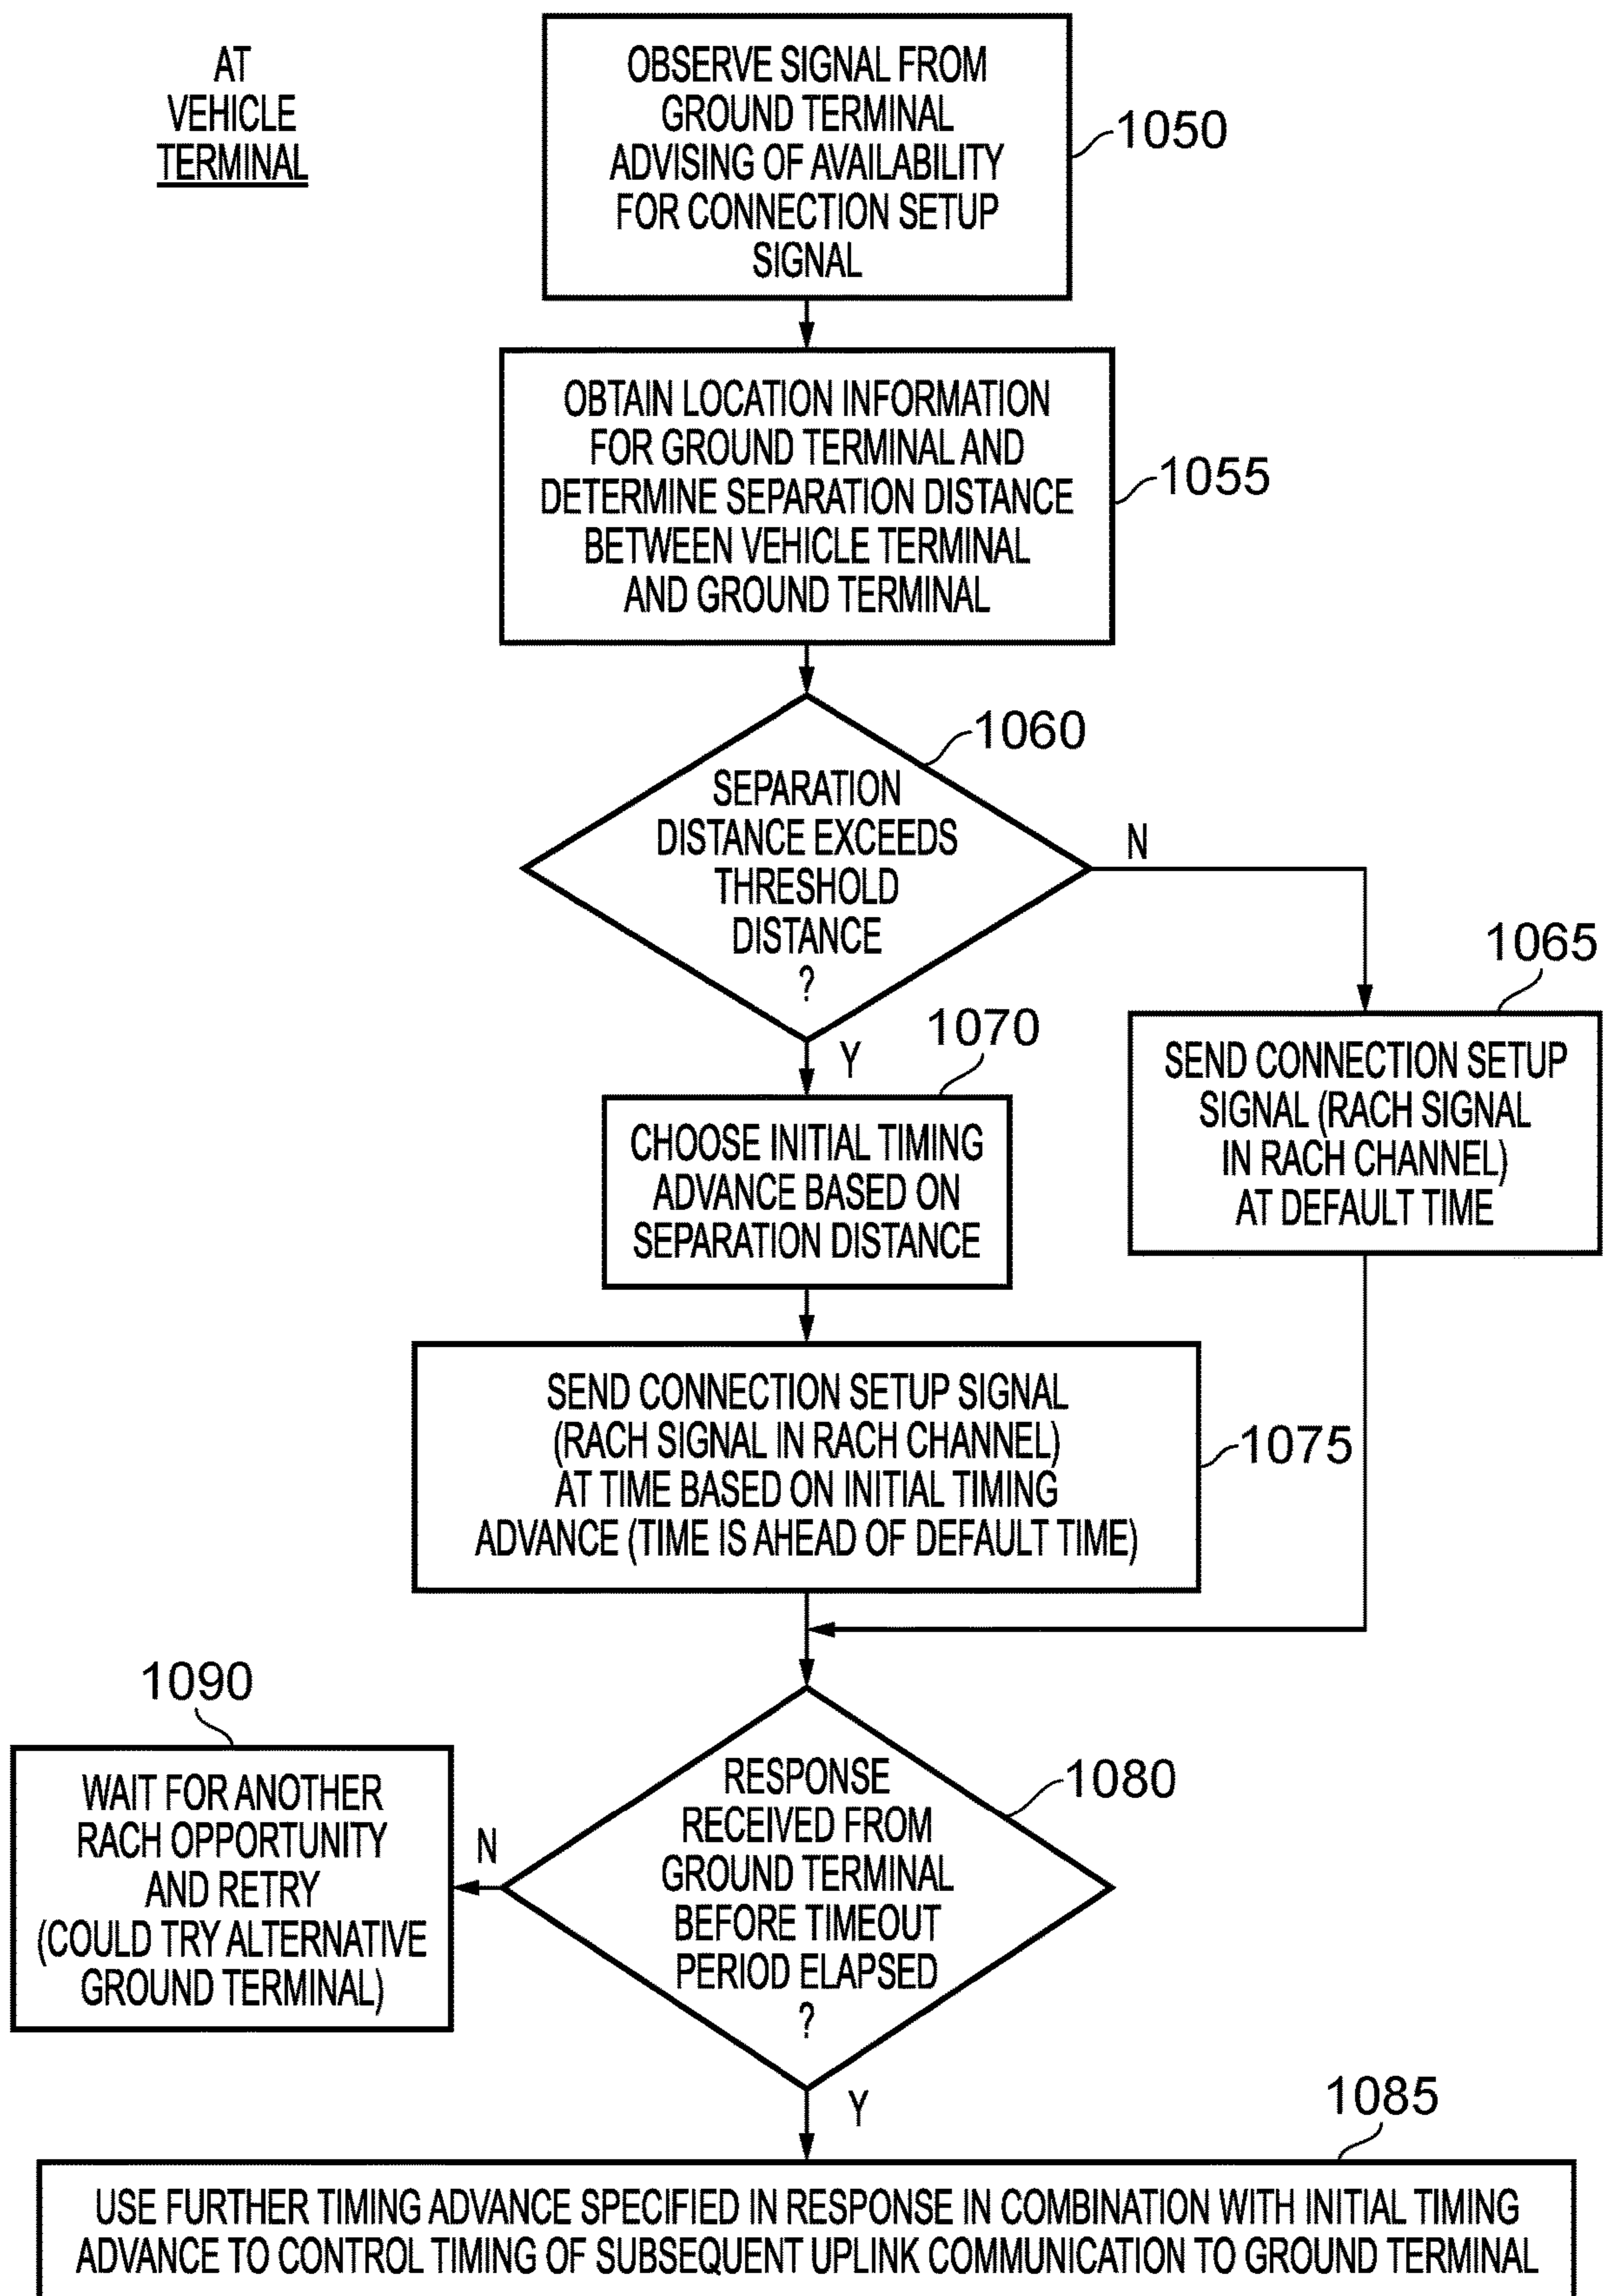 AT
VEHICLE
TERMINAL
OBSERVE SIGNAL FROM
GROUND TERMINAL
ADVISING OF AVAILABILITY
FOR CONNECTION SETUP
SIGNAL
1050
OBTAIN LOCATION INFORMATION
FOR GROUND TERMINAL AND
DETERMINE SEPARATION DISTANCE
BETWEEN VEHICLE TERMINAL
AND GROUND TERMINAL
1055
1060
SEPARATION
DISTANCE EXCEEDS
THRESHOLD
DISTANCE
?
N
Y
1065
SEND CONNECTION SETUP
SIGNAL (RACH SIGNAL
IN RACH CHANNEL)
AT DEFAULT TIME
1070
CHOOSE INITIAL TIMING
ADVANCE BASED ON
SEPARATION DISTANCE
SEND CONNECTION SETUP SIGNAL
(RACH SIGNAL IN RACH CHANNEL)
AT TIME BASED ON INITIAL TIMING
ADVANCE (TIME IS AHEAD OF DEFAULT TIME)
1075
1080
RESPONSE
RECEIVED FROM
GROUND TERMINAL
BEFORE TIMEOUT
PERIOD ELAPSED
?
N
1090
WAIT FOR ANOTHER
RACH OPPORTUNITY
AND RETRY
(COULD TRY ALTERNATIVE
GROUND TERMINAL)
Y
1085
USE FURTHER TIMING ADVANCE SPECIFIED IN RESPONSE IN COMBINATION WITH INITIAL TIMING
ADVANCE TO CONTROL TIMING OF SUBSEQUENT UPLINK COMMUNICATION TO GROUND TERMINAL